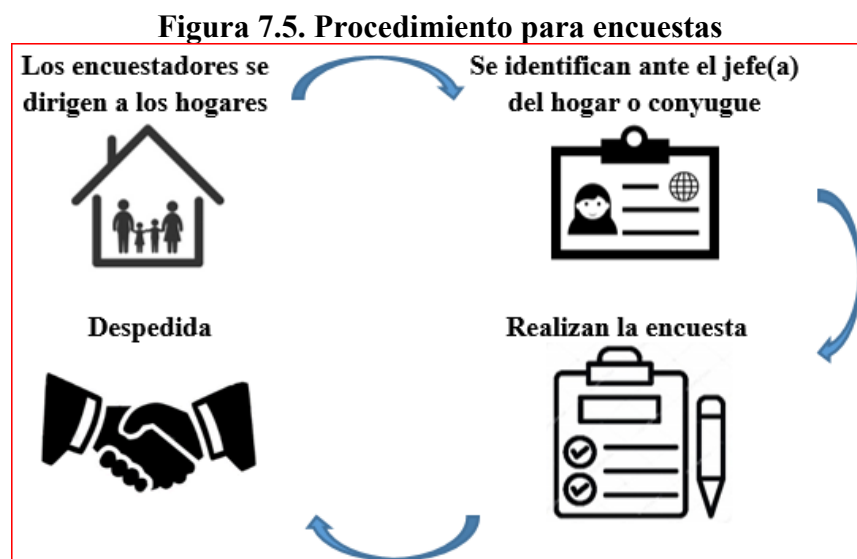 Figura 7.5. Procedimiento para encuestas
Los encuestadores se
dirigen a los hogares
Se identifican ante el jefe(a)
del hogar o conyugue
Despedida
Realizan la encuesta